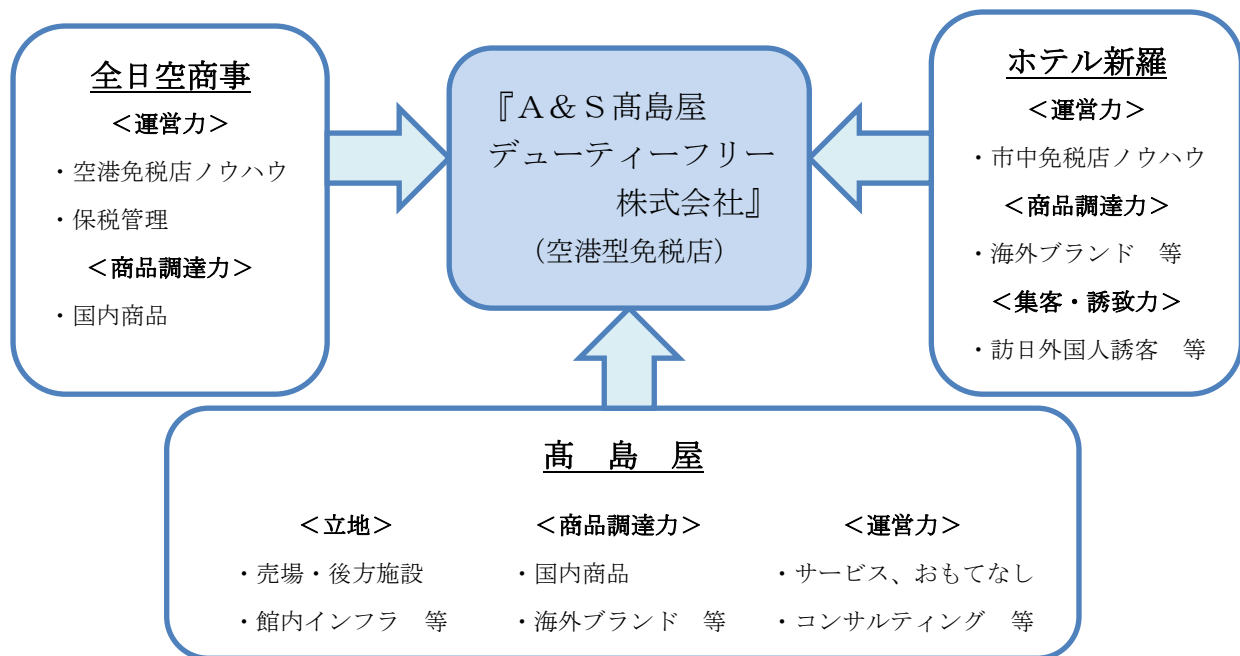 全日空商事
＜運営力＞
・空港免税店ノウハウ
・保税管理
＜商品調達力＞
・国内商品
『Ａ＆Ｓ髙島屋
デューティーフリー
株式会社』
（空港型免税店）
ホテル新羅
＜運営力＞
・市中免税店ノウハウ
＜商品調達力＞
・海外ブランド　等
＜集客・誘致力＞
・訪日外国人誘客　等
髙　島　屋
＜立地＞
・売場・後方施設
・館内インフラ　等
＜商品調達力＞
・国内商品
・海外ブランド　等
＜運営力＞
・サービス、おもてなし
・コンサルティング　等